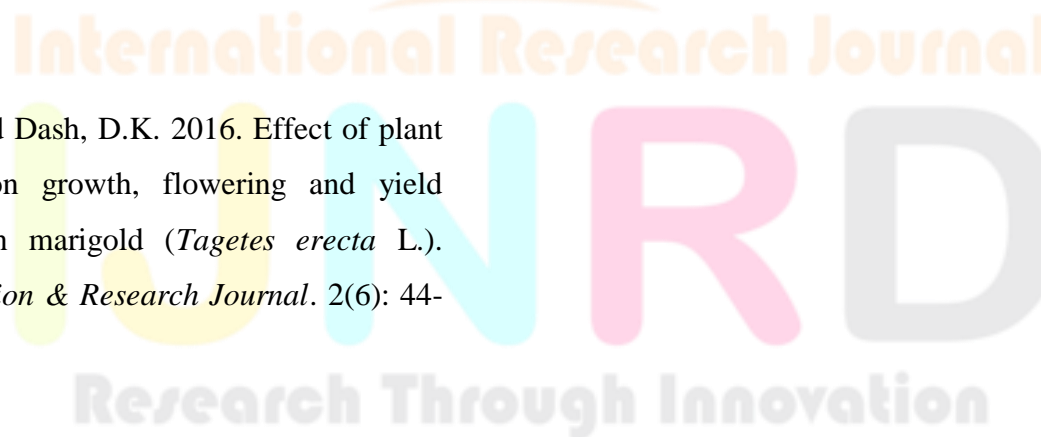 International Research Journal
d Dash, D.K. 2016. Effect of plant
on growth, flowering and yield
n marigold (Tagetes erecta L.).
ion & Research Journal. 2(6): 44-
IJNRD
Research Through Innovation